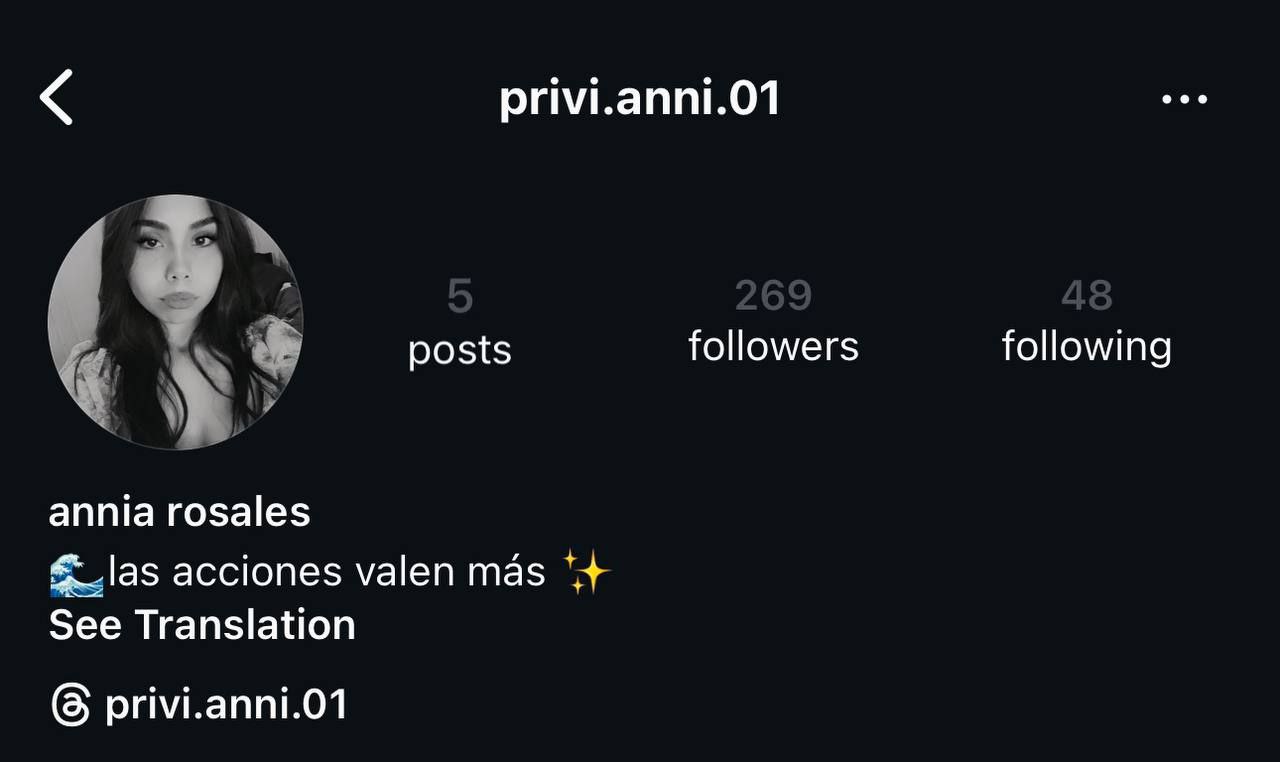 privi.anni.01
5 269 48
posts followers following
annia rosales
🌊las acciones valen más ✨
See Translation
privi.anni.01